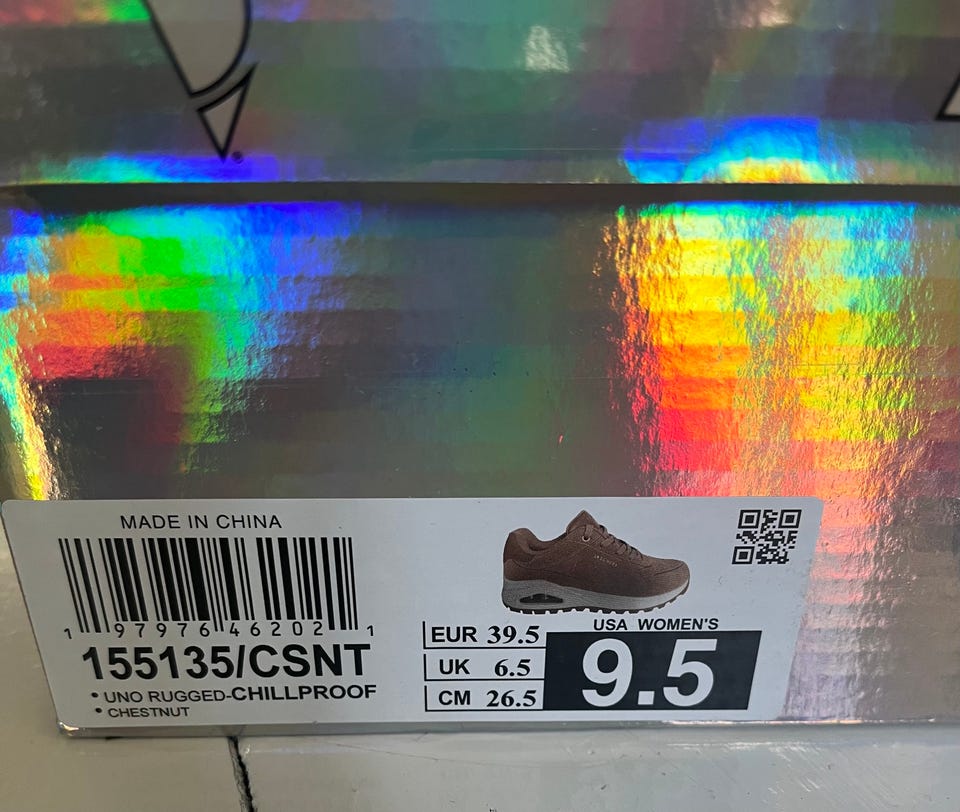 ®
MADE IN CHINA
1 97976 46202 1
155135/CSNT
• UNO RUGGED-CHILLPROOF
• CHESTNUT
EUR 39.5
UK 6.5
CM 26.5
USA WOMEN'S
9.5